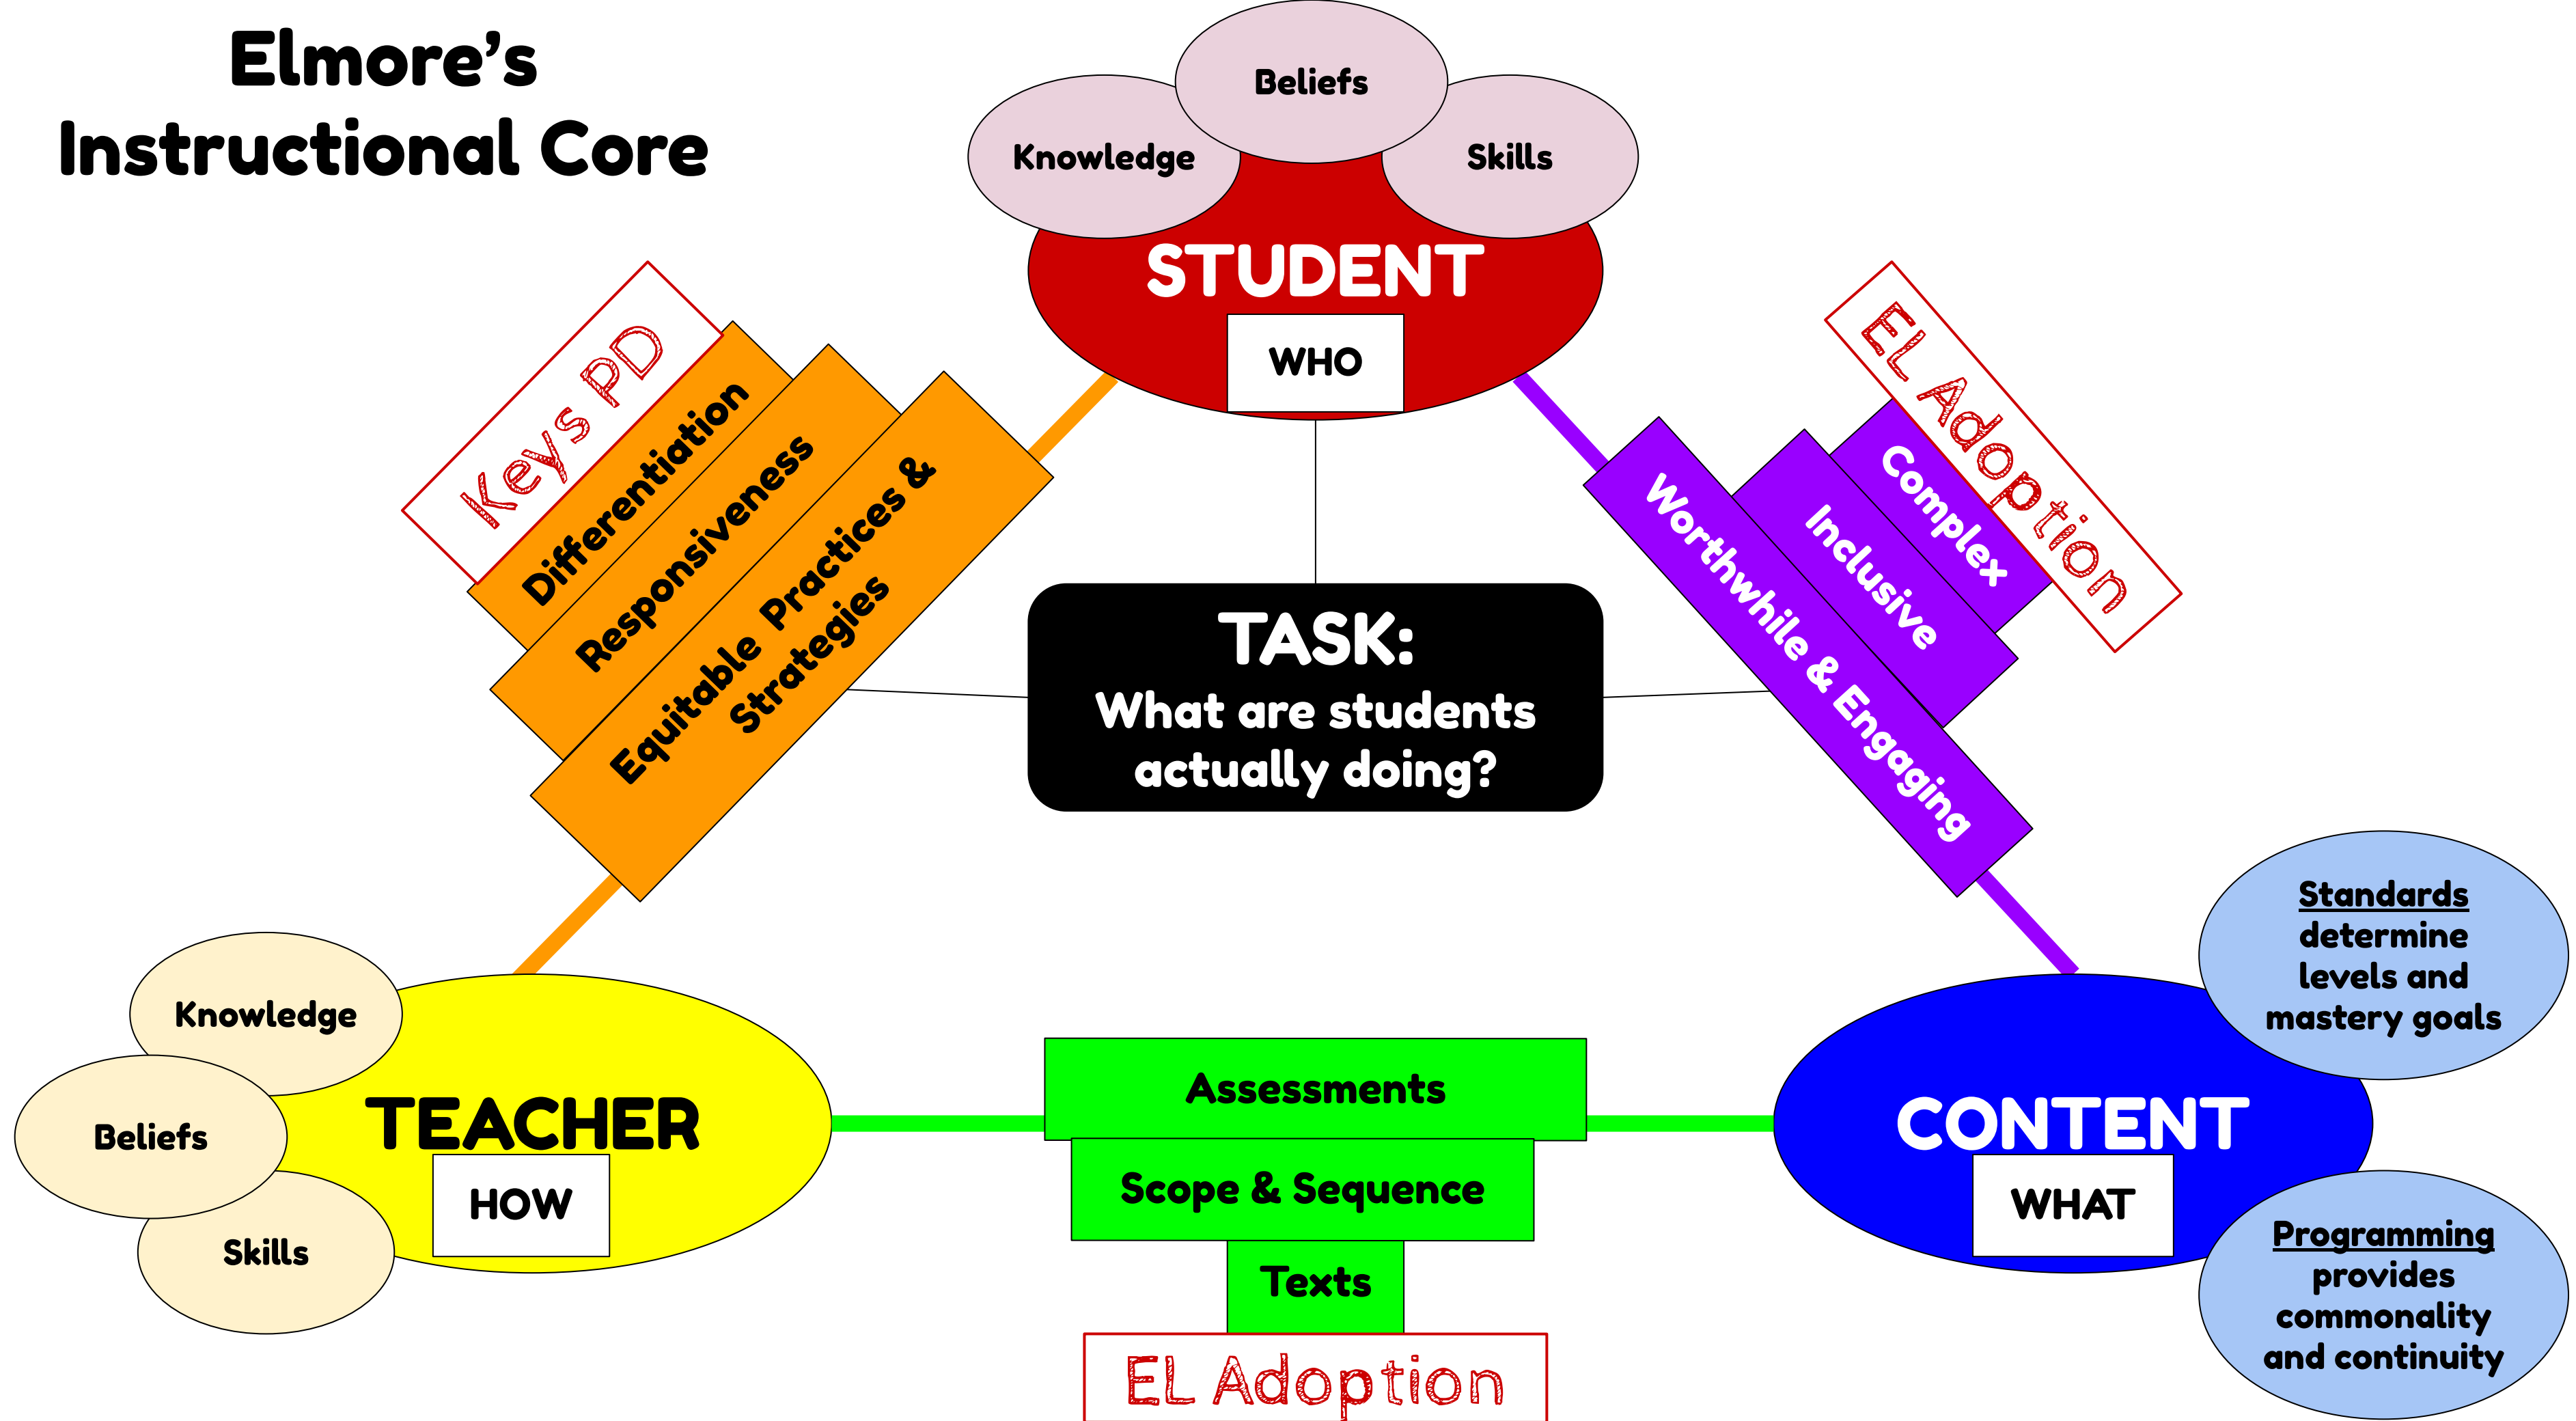 Elmore’s
Instructional Core
Beliefs
Knowledge
Skills
STUDENT
WHO
Keys PD
Differentiation
Responsiveness
Equitable Practices &
Strategies
EL Adoption
Complex
Inclusive
Worthwhile & Engaging
TASK:
What are students
actually doing?
Knowledge
Beliefs
Skills
TEACHER
HOW
Assessments
Scope & Sequence
Texts
EL Adoption
CONTENT
WHAT
Standards
determine
levels and
mastery goals
Programming
provides
commonality
and continuity